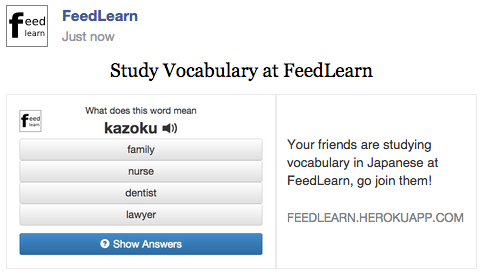 feed
learn
FeedLearn
Just now
Study Vocabulary at FeedLearn
feed
learn
What does this word mean
kazoku
family
nurse
dentist
lawyer
Show Answers
Your friends are studying
vocabulary in Japanese at
FeedLearn, go join them!
FEEDLEARN.HEROKUAPP.COM